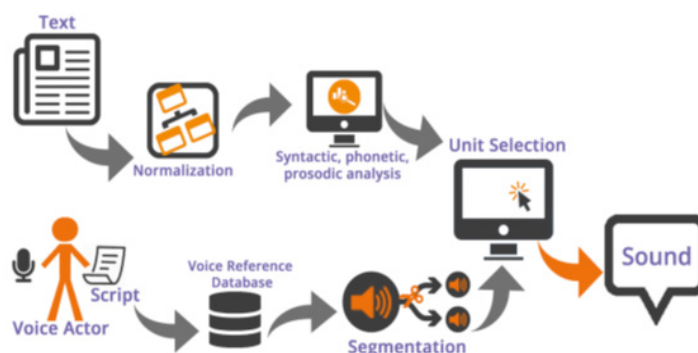 Text
Normalization
Syntactic, phonetic,
prosodic analysis
Unit Selection
Sound
Voice Actor
Script
Voice Reference
Database
Segmentation